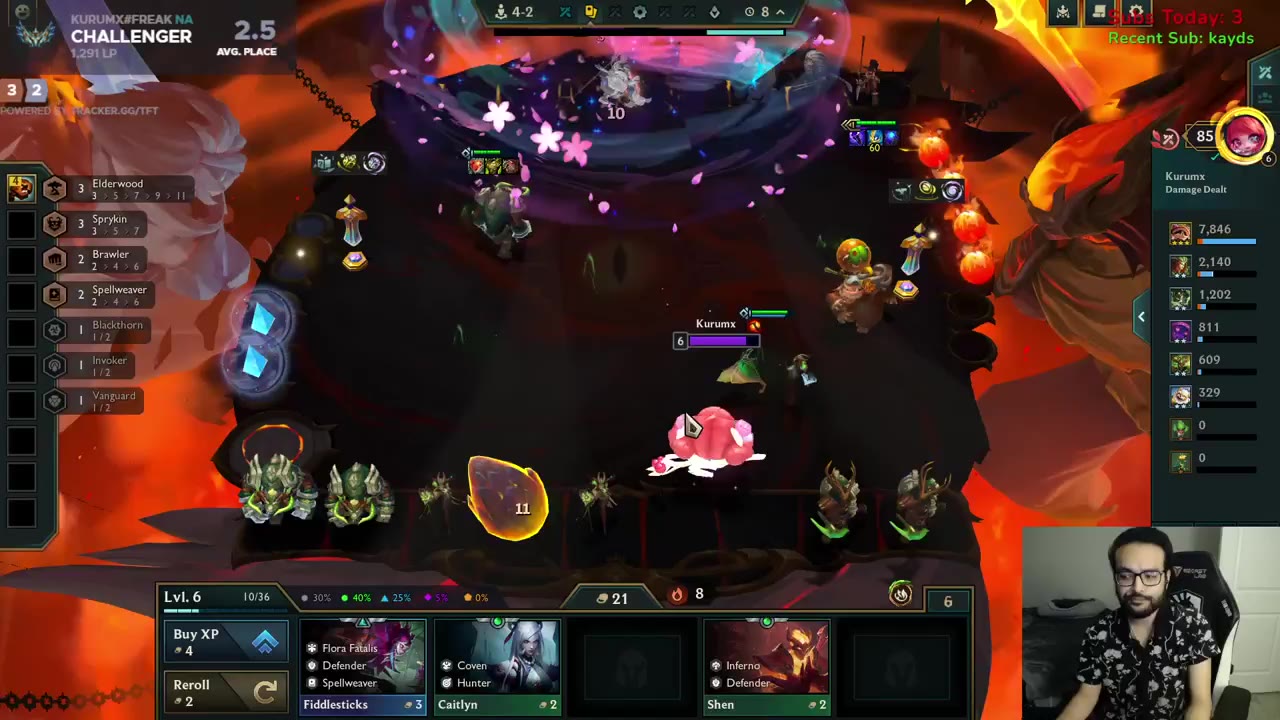 KURUMX#FREAK NA
CHALLENGER
1,291 LP
2.5
AVG. PLACE
3 2
POWERED BY TRACKER.GG/TFT
4-2
8
Subs Today: 3
Recent Sub: kayds
10
60
85
6
Kurumx
Damage Dealt
7,846
2,140
1,202
811
609
329
0
0
3 Elderwood
3 > 5 > 7 > 9 > 11
3 Sprykin
3 > 5 > 7
2 Brawler
2 > 4 > 6
2 Spellweaver
2 > 4 > 6
1 Blackthorn
1 / 2
1 Invoker
1 / 2
1 Vanguard
1 / 2
Kurumx
6
11
Lvl. 6 10/36
30% 40% 25% 5% 0%
21
8
6
Buy XP
4
Reroll
2
Flora Fatalis
Defender
Spellweaver
Fiddlesticks 3
Coven
Hunter
Caitlyn 2
Inferno
Defender
Shen 2